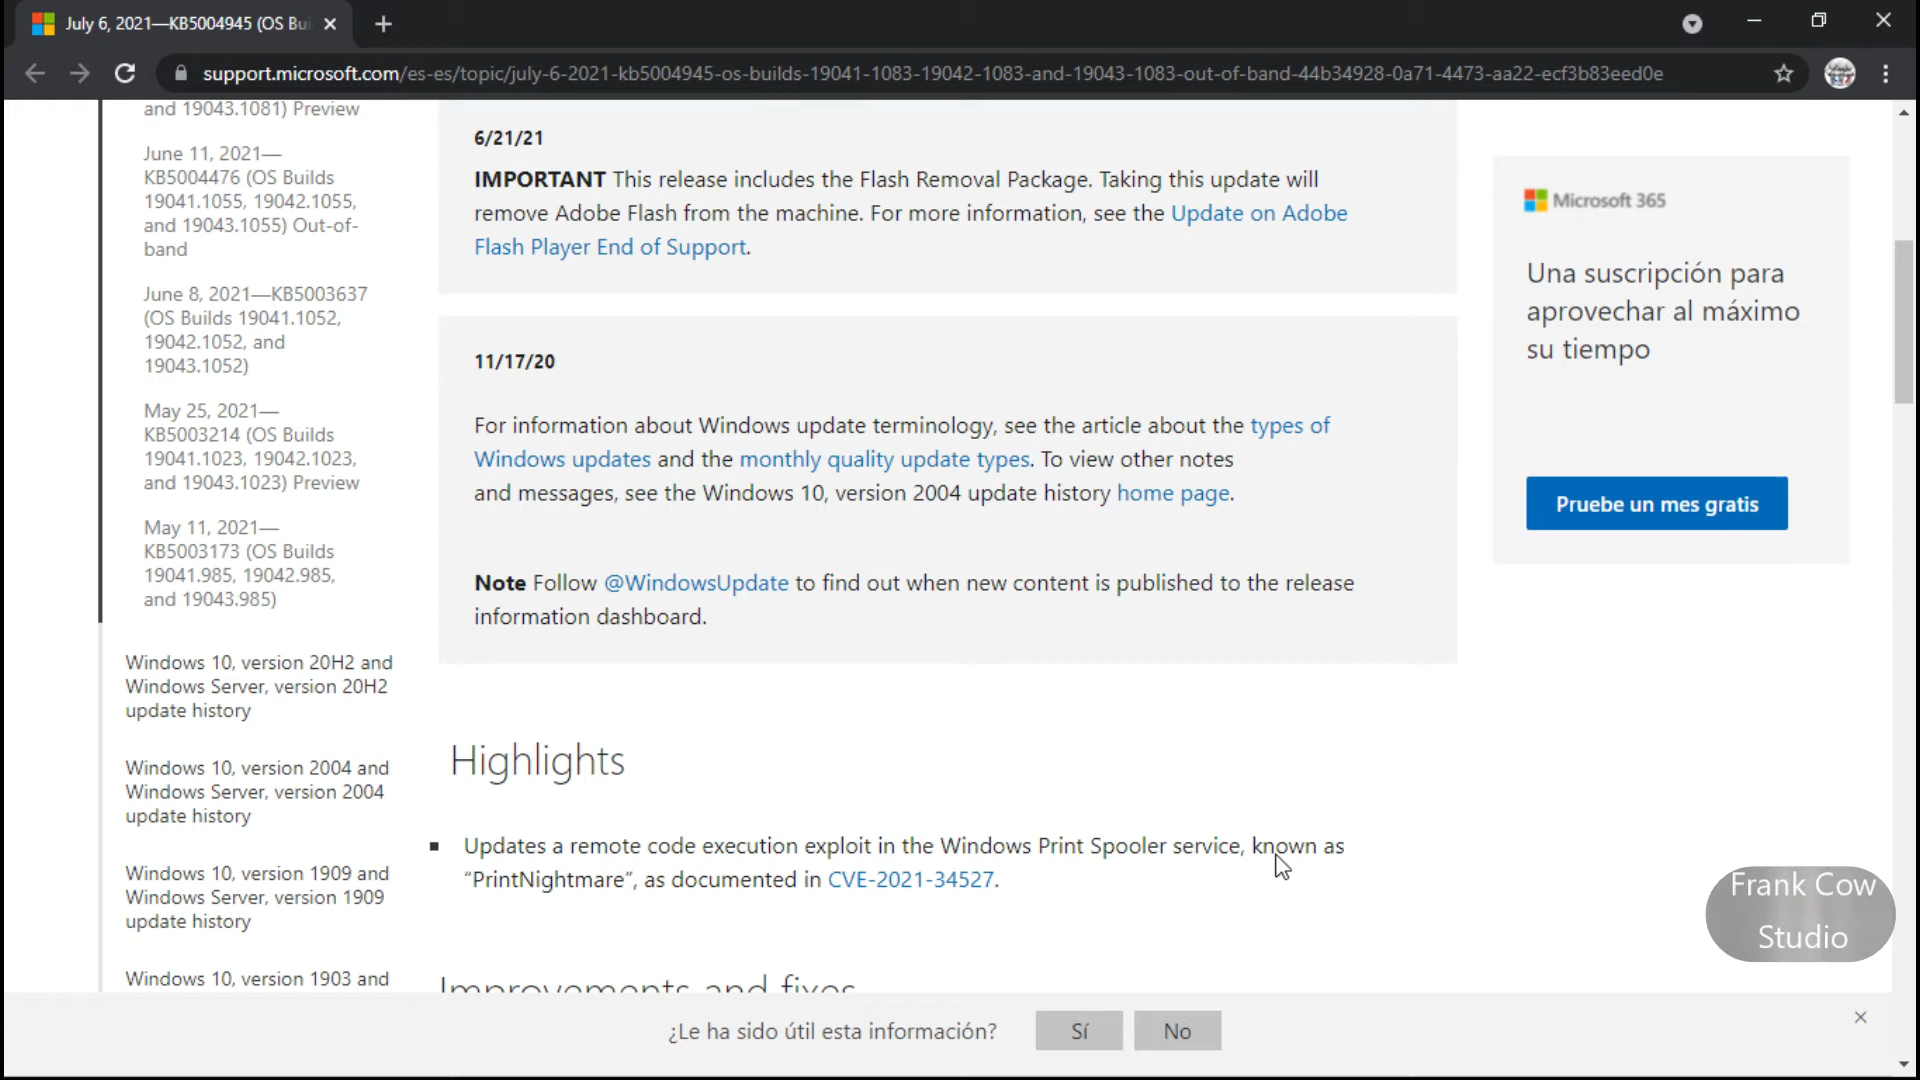 July 6, 2021—KB5004945 (OS Bui
support.microsoft.com/es-es/topic/july-6-2021-kb5004945-os-builds-19041-1083-19042-1083-and-19043-1083-out-of-band-44b34928-0a71-4473-aa22-ecf3b83eed0e
and 19043.1081) Preview
June 11, 2021—
KB5004476 (OS Builds
19041.1055, 19042.1055,
and 19043.1055) Out-of-
band
June 8, 2021—KB5003637
(OS Builds 19041.1052,
19042.1052, and
19043.1052)
May 25, 2021—
KB5003214 (OS Builds
19041.1023, 19042.1023,
and 19043.1023) Preview
May 11, 2021—
KB5003173 (OS Builds
19041.985, 19042.985,
and 19043.985)
Windows 10, version 20H2 and
Windows Server, version 20H2
update history
Windows 10, version 2004 and
Windows Server, version 2004
update history
Windows 10, version 1909 and
Windows Server, version 1909
update history
Windows 10, version 1903 and
6/21/21
IMPORTANT This release includes the Flash Removal Package. Taking this update will
remove Adobe Flash from the machine. For more information, see the Update on Adobe
Flash Player End of Support.
11/17/20
For information about Windows update terminology, see the article about the types of
Windows updates and the monthly quality update types. To view other notes
and messages, see the Windows 10, version 2004 update history home page.
Note Follow @WindowsUpdate to find out when new content is published to the release
information dashboard.
Highlights
Updates a remote code execution exploit in the Windows Print Spooler service, known as
“PrintNightmare”, as documented in CVE-2021-34527.
Improvements and fixes
Microsoft 365
Una suscripción para
aprovechar al máximo
su tiempo
Pruebe un mes gratis
Frank Cow
Studio
¿Le ha sido útil esta información?
Sí
No